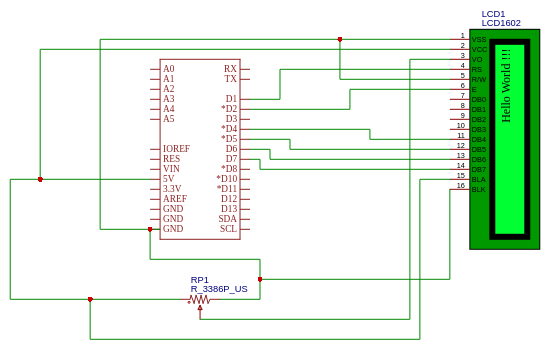 LCD1
LCD1602
1 VSS
2 VCC
3 VO
4 RS
5 R/W
6 E
7 DB0
8 DB1
9 DB2
10 DB3
11 DB4
12 DB5
13 DB6
14 DB7
15 BLA
16 BLK
Hello World !!!
A0 RX
A1 TX
A2
A3 D1
A4 *D2
A5 D3
*D4
*D5
IOREF D6
RES D7
VIN *D8
5V *D10
3.3V *D11
AREF D12
GND D13
GND SDA
GND SCL
RP1
R_3386P_US